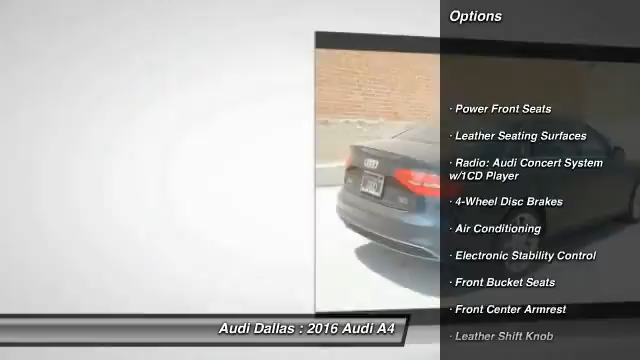 Options
· Power Front Seats
· Leather Seating Surfaces
· Radio: Audi Concert System
w/1CD Player
· 4-Wheel Disc Brakes
· Air Conditioning
· Electronic Stability Control
· Front Bucket Seats
· Front Center Armrest
· Leather Shift Knob
Audi Dallas : 2016 Audi A4